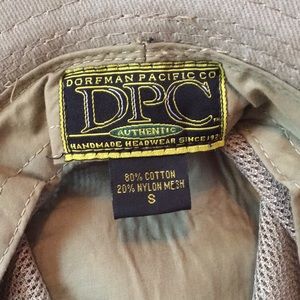 DORFMAN PACIFIC CO
DPC
AUTHENTIC
HANDMADE HEADWEAR SINCE
80% COTTON
20% NYLON MESH
S